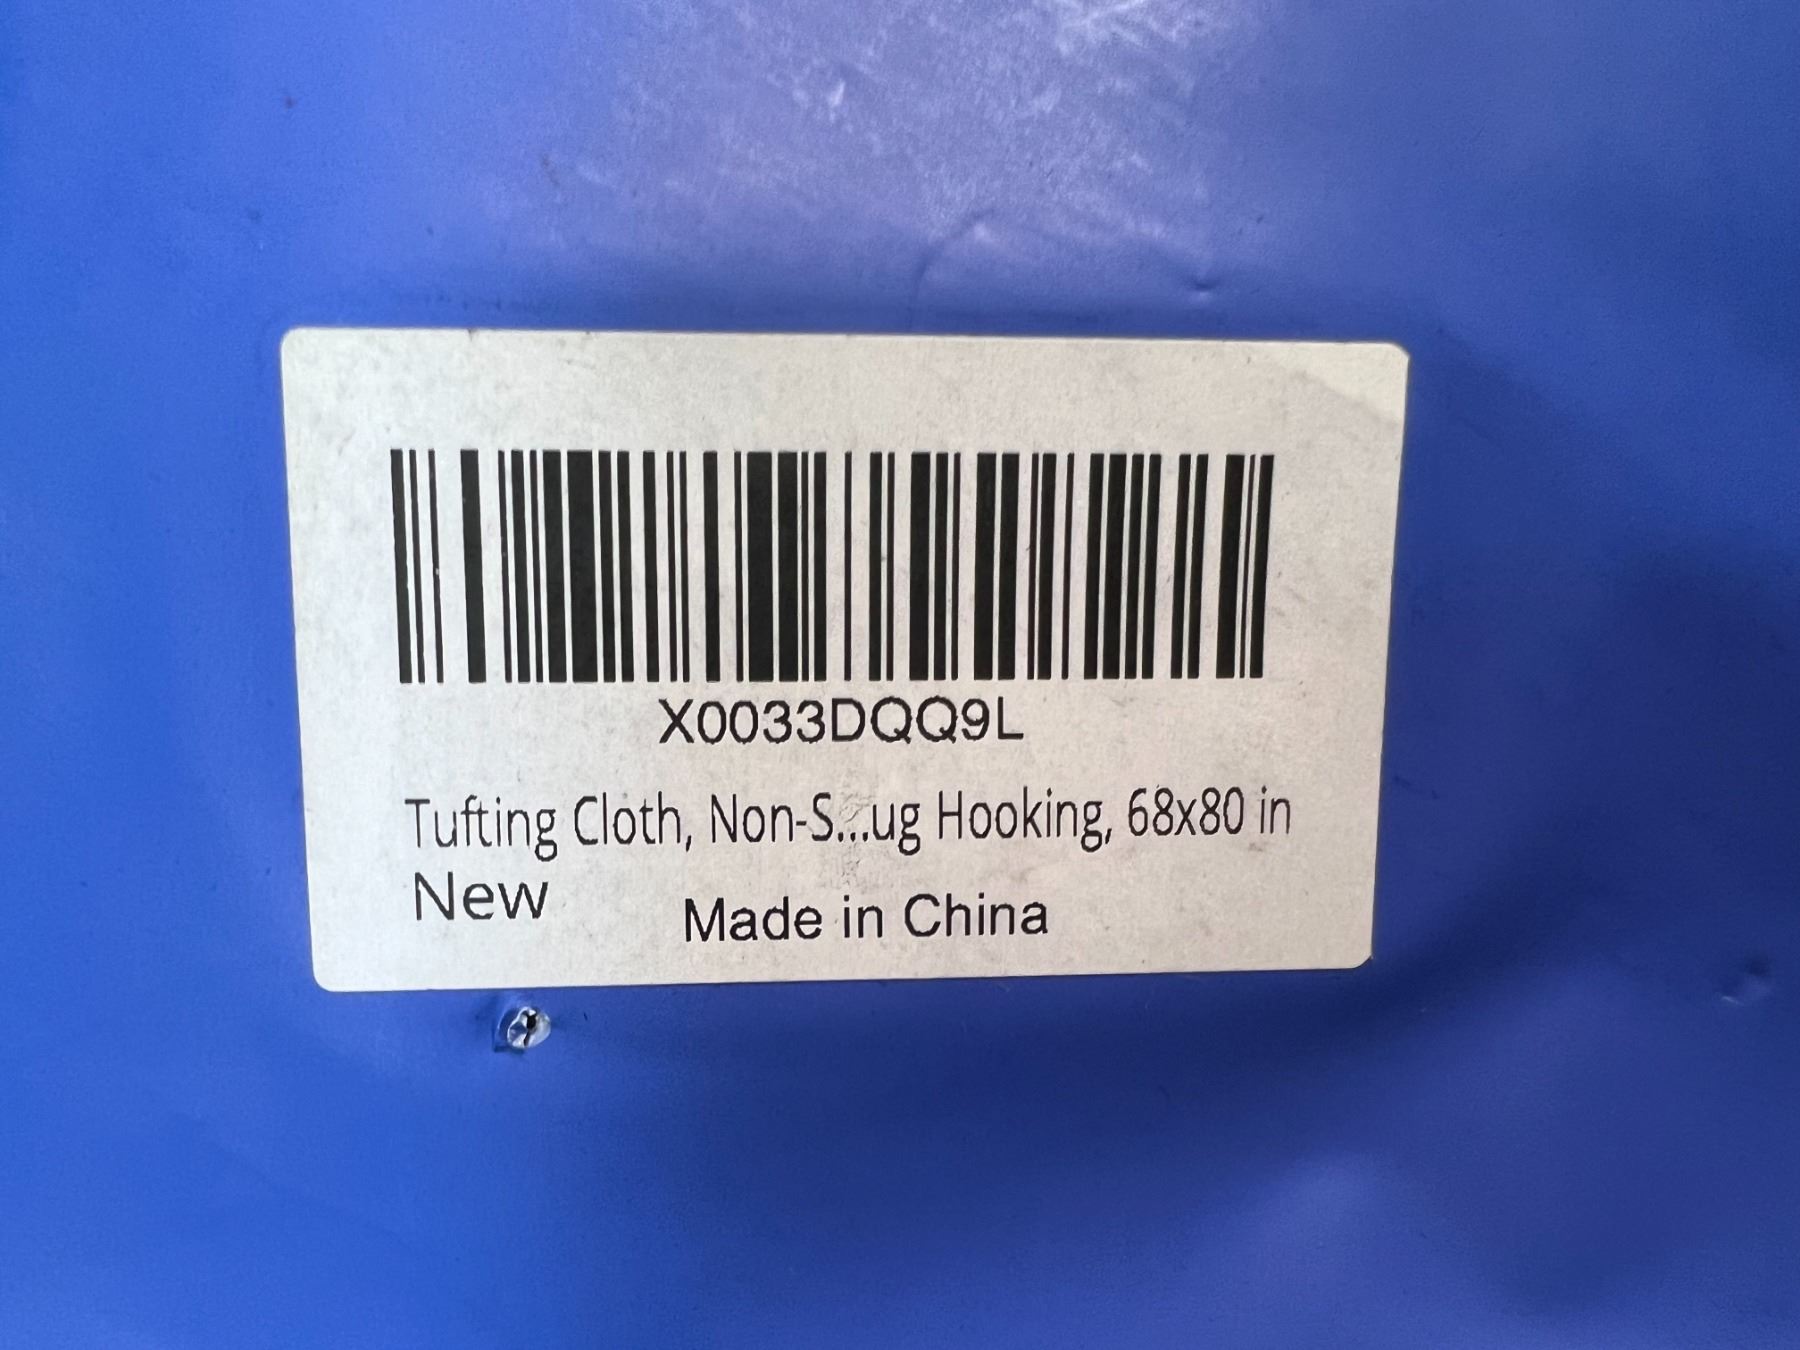 X0033DQQ9L
Tufting Cloth, Non-S...ug Hooking, 68x80 in
New
Made in China